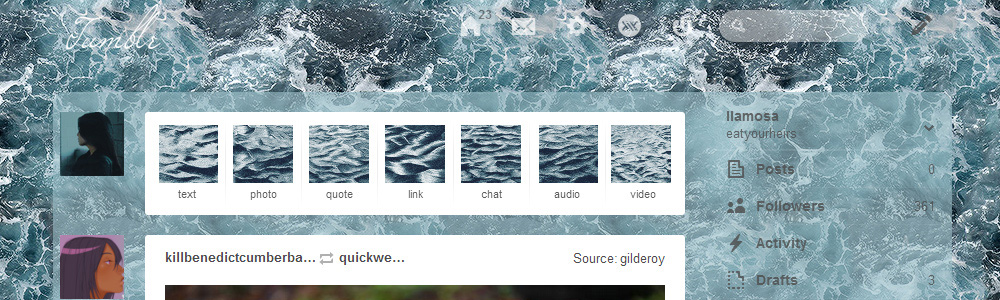 Tumblr
23
llamosa
eatyourheirs
text photo quote link chat audio video
Posts 0
Followers 361
Activity
Drafts 3
killbenedictcumberba... quickwe...
Source: gilderoy